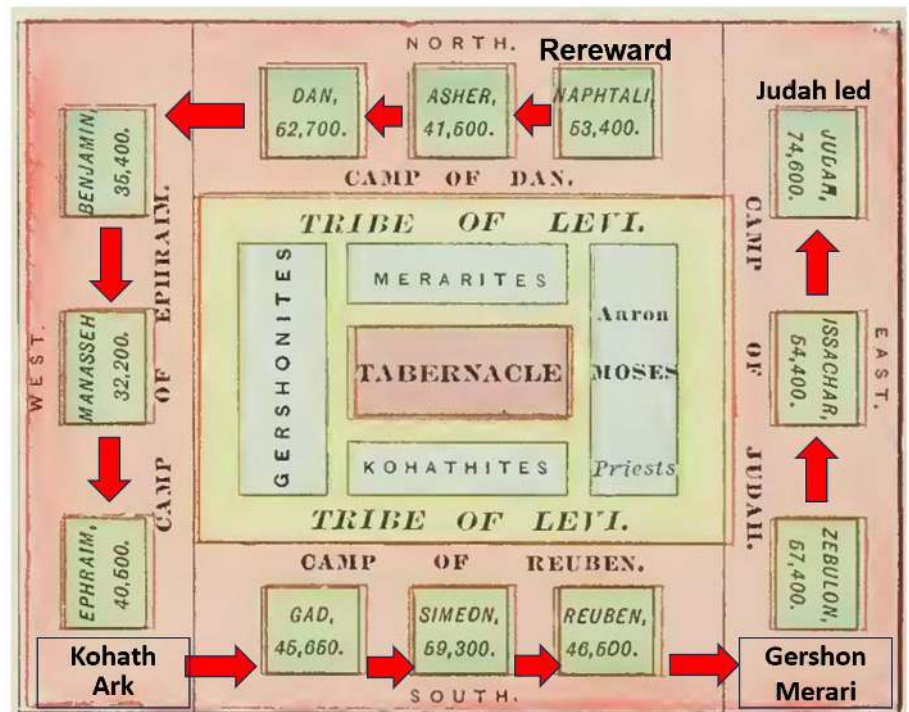 NORTH.
Rereward
DAN,
62,700.
ASHER,
41,500.
NAPHTALI,
53,400.
CAMP OF DAN.
Judah led
JUDAH,
74,600.
ISSACHAR,
54,400.
ZEBULON,
57,400.
CAMP OF JUDAH.
EAST.
WEST.
BENJAMIN,
35,400.
MANASSEH
32,200.
EPHRAIM,
40,500.
CAMP OF EPHRAIM.
TRIBE OF LEVI.
GERSHONITES
MERARITES
Aaron
MOSES
Priests
TABERNACLE
KOHATHITES
TRIBE OF LEVI.
CAMP OF REUBEN.
GAD,
45,650.
SIMEON,
59,300.
REUBEN,
46,500.
Kohath
Ark
Gershon
Merari
SOUTH.